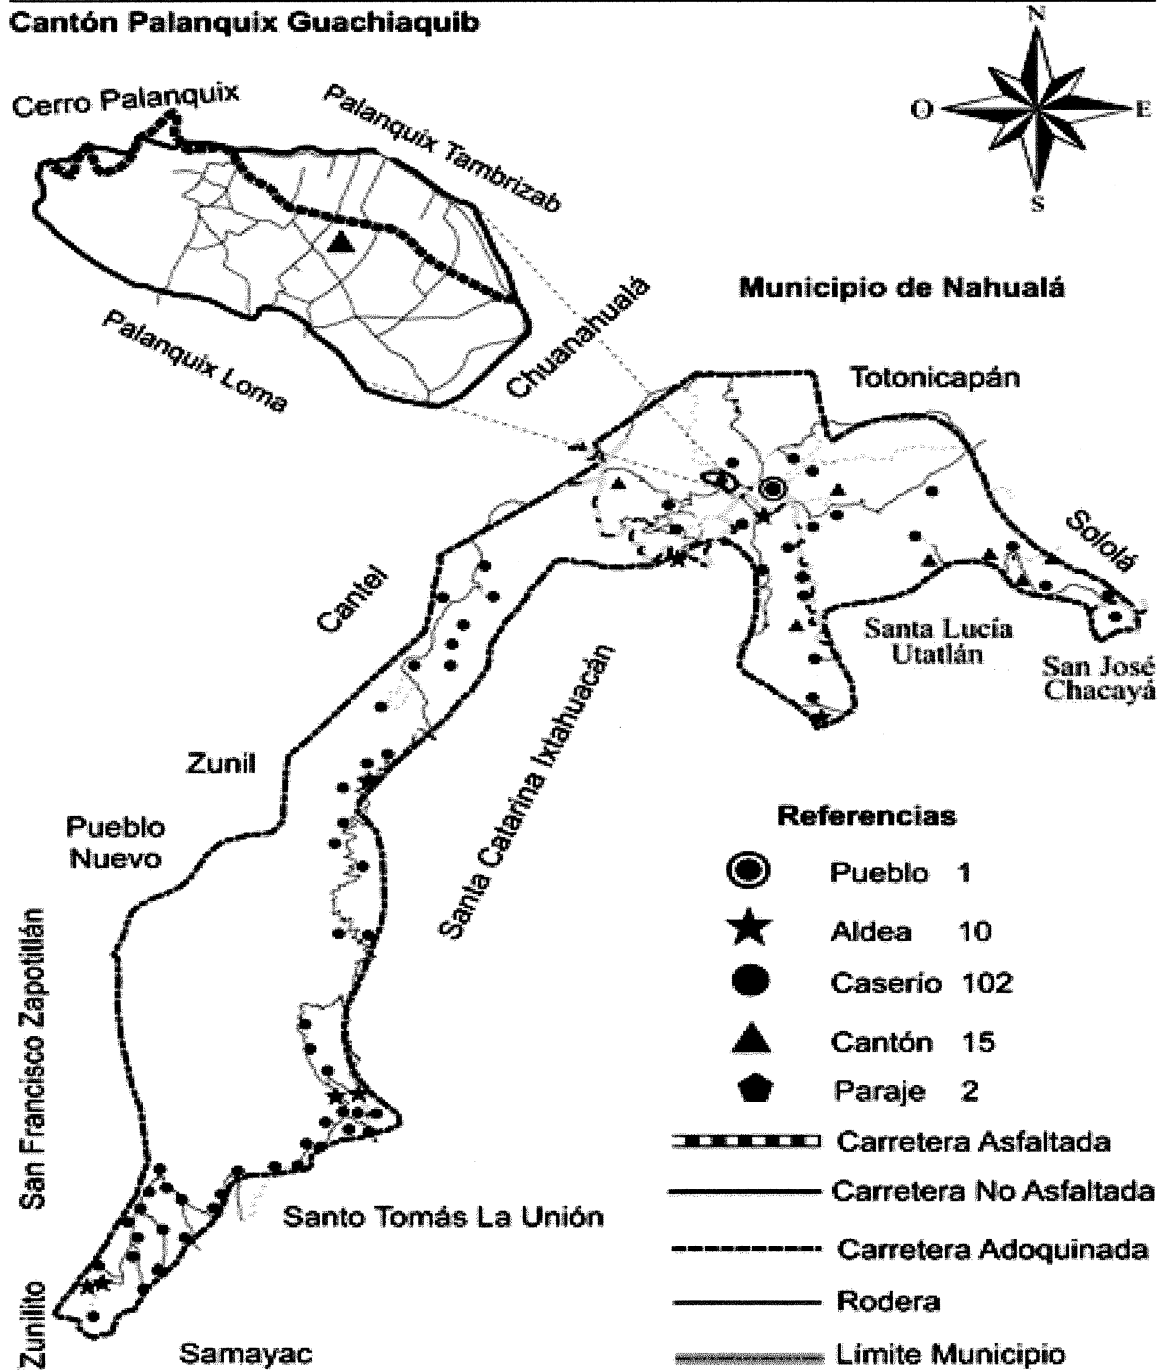 Cantón Palanquix Guachiaquib
N
O
E
S
Cerro Palanquix
Palanquix Tambrizab
Palanquix Loma
Chuanahualá
Municipio de Nahualá
Totonicapán
Sololá
Cantel
Santa Lucía
Utatlán
San José
Chacayá
Santa Catarina Ixtahuacán
Zunil
Pueblo
Nuevo
San Francisco Zapotitlán
Santo Tomás La Unión
Zunilito
Samayac
Referencias
Pueblo 1
Aldea 10
Caserio 102
Cantón 15
Paraje 2
Carretera Asfaltada
Carretera No Asfaltada
Carretera Adoquinada
Rodera
Límite Municipio